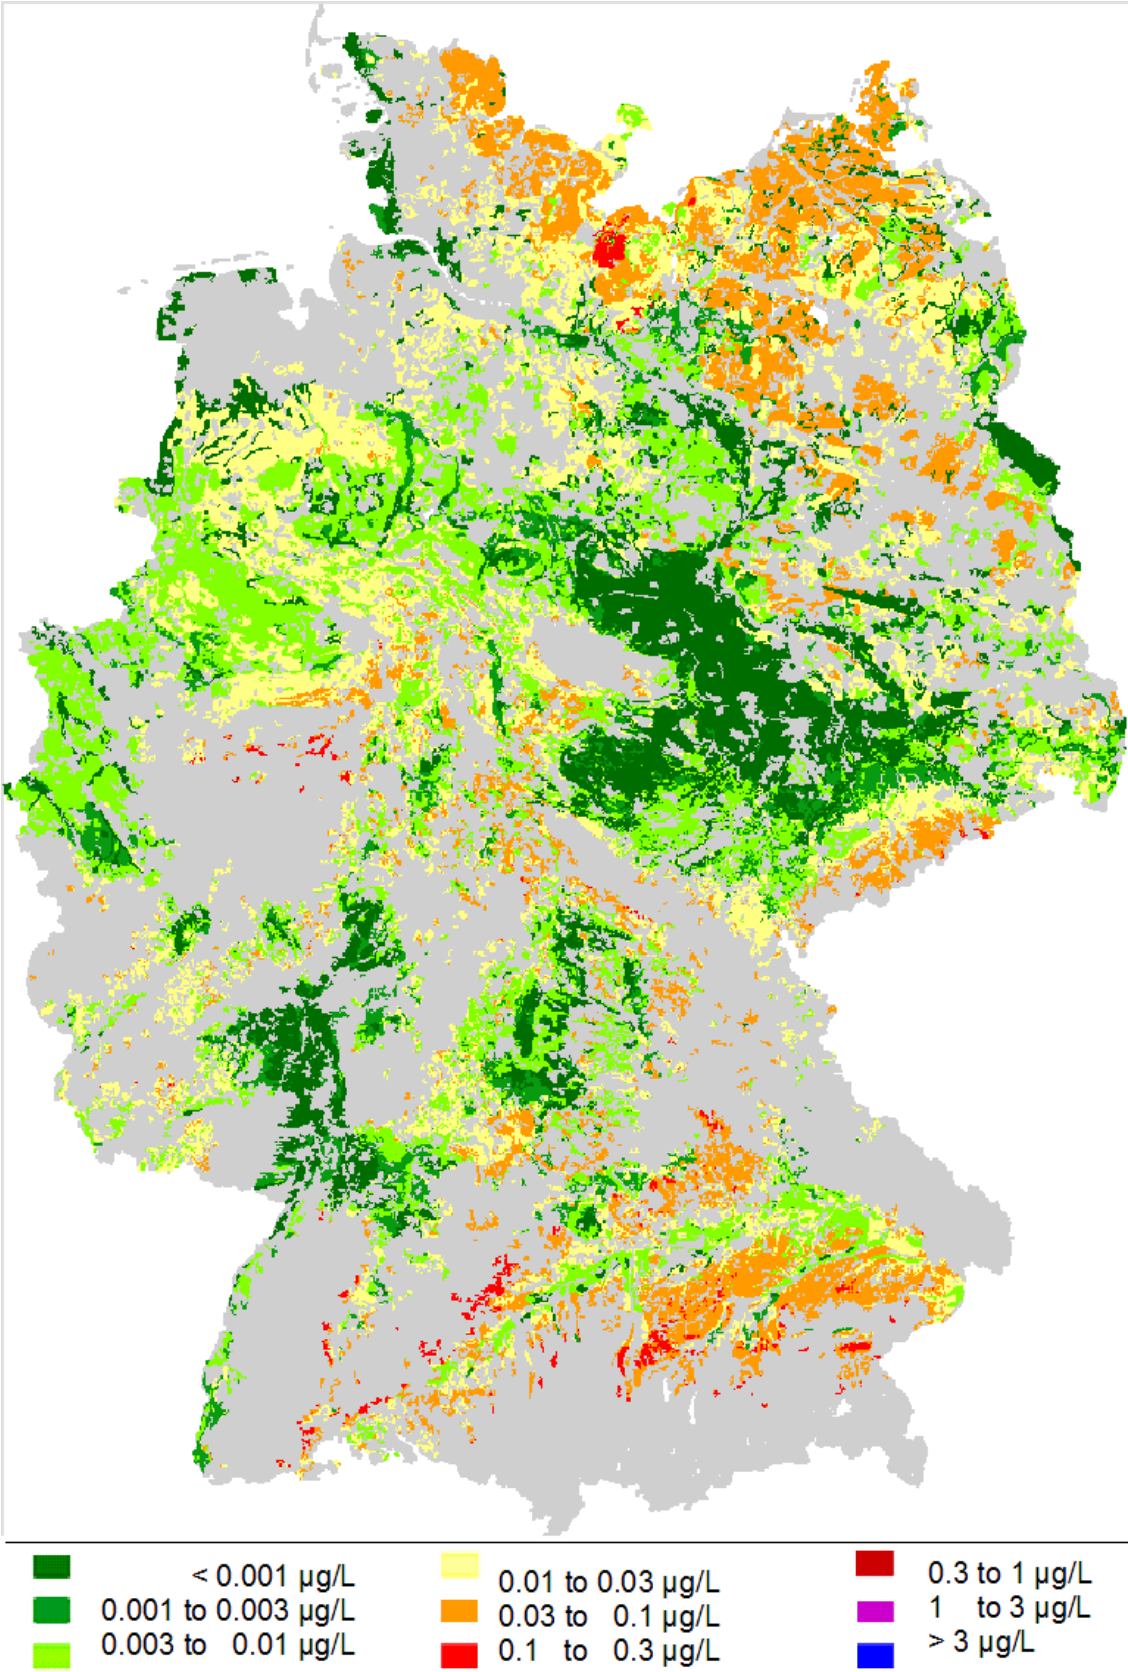 < 0.001 µg/L
0.001 to 0.003 µg/L
0.003 to 0.01 µg/L
0.01 to 0.03 µg/L
0.03 to 0.1 µg/L
0.1 to 0.3 µg/L
0.3 to 1 µg/L
1 to 3 µg/L
> 3 µg/L